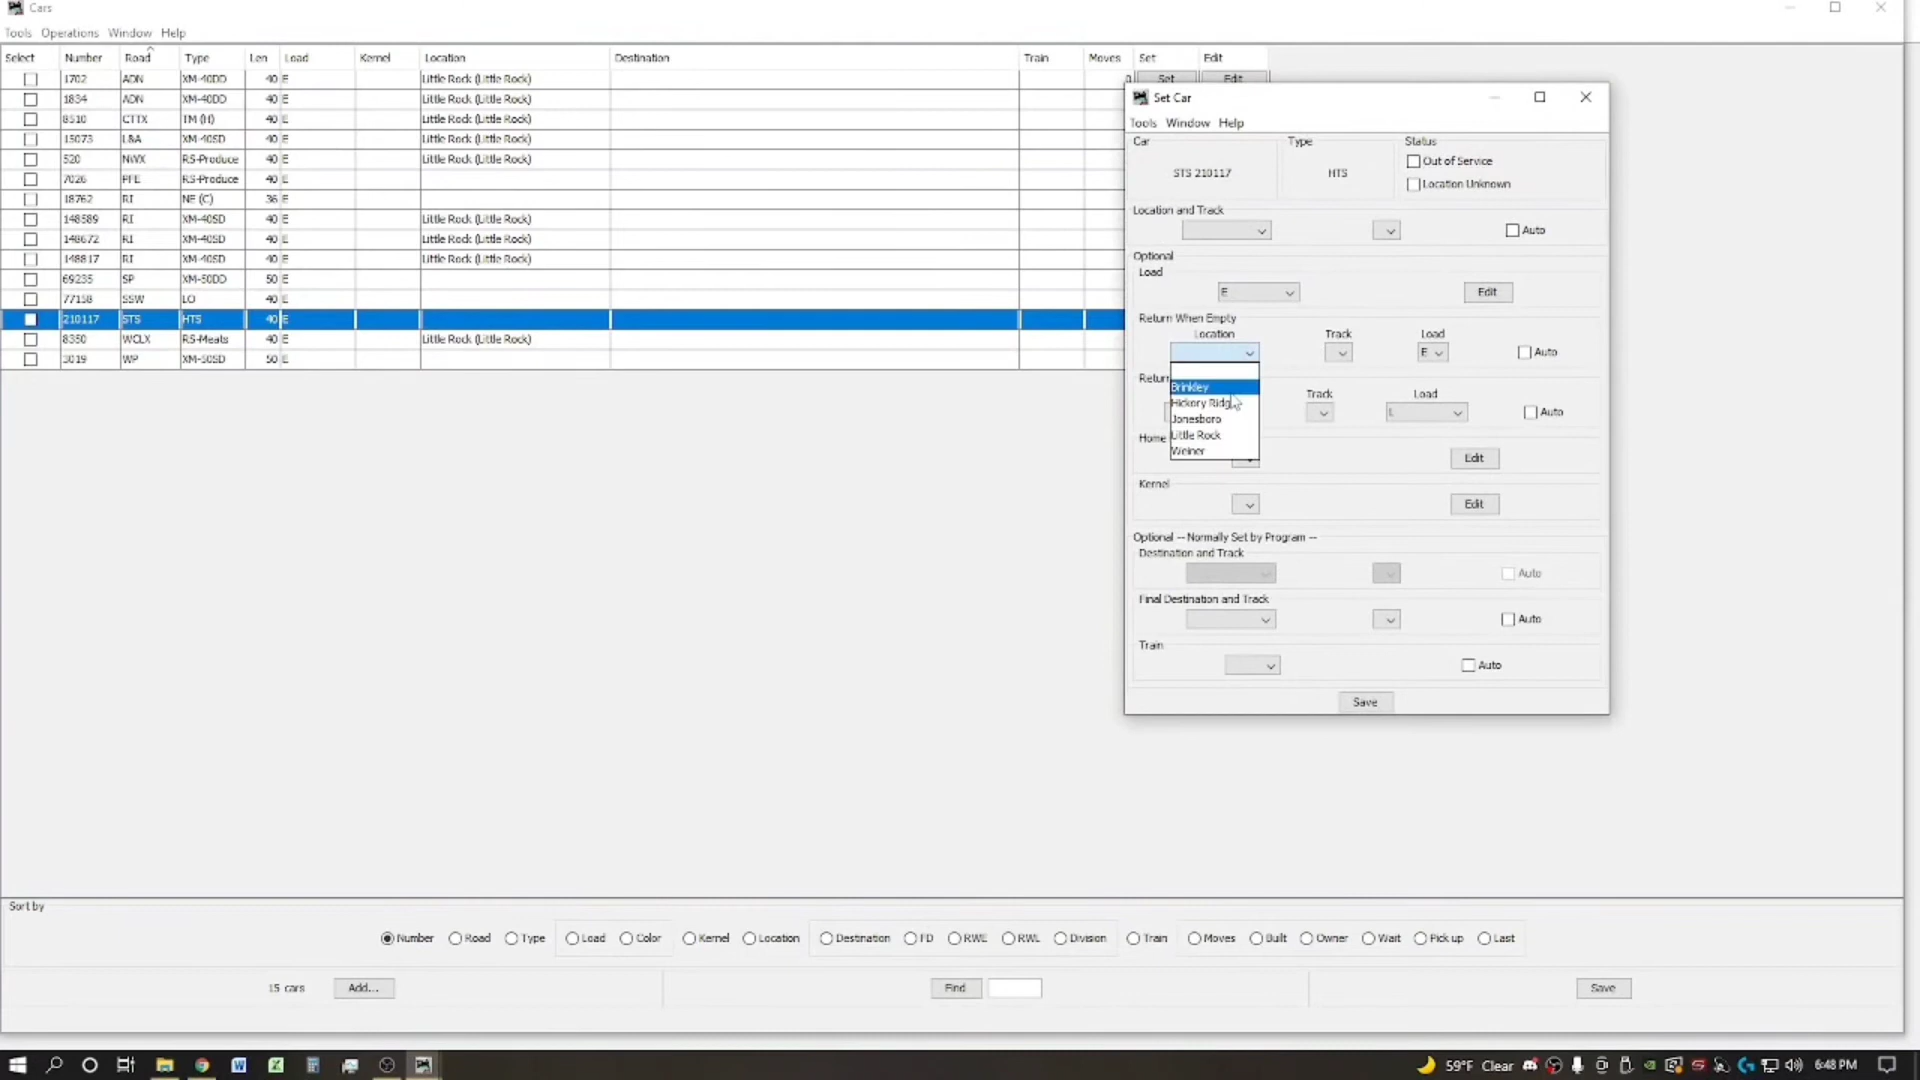 Cars
Tools Operations Window Help
Select Number Road Type Len Load Kernel Location Destination Train Moves Set Edit
1702 ADN XM-40DD 40 E Little Rock (Little Rock) 0 Set Edit
1834 ADN XM-40DD 40 E Little Rock (Little Rock)
8510 CTTX TM (H) 40 E Little Rock (Little Rock)
15073 L&A XM-40SD 40 E Little Rock (Little Rock)
520 NWX RS-Produce 40 E Little Rock (Little Rock)
7026 PFE RS-Produce 40 E
18762 RI NE (C) 36 E
148589 RI XM-40SD 40 E Little Rock (Little Rock)
148672 RI XM-40SD 40 E Little Rock (Little Rock)
148817 RI XM-40SD 40 E Little Rock (Little Rock)
69235 SP XM-50DD 50 E
77158 SSW LO 40 E
210117 STS HTS 40 E
8350 WCLX RS-Meats 40 E Little Rock (Little Rock)
3019 WP XM-50SD 50 E
Set Car
Tools Window Help
Car Type Status
STS 210117 HTS Out of Service
Location Unknown
Location and Track
Auto
Optional
Load
E Edit
Return When Empty
Location Track Load
E Auto
Brinkley
Hickory Ridg
Jonesboro
Little Rock
Weiner
Return
Track Load
L Auto
Home
Edit
Kernel
Edit
Optional -- Normally Set by Program --
Destination and Track
Auto
Final Destination and Track
Auto
Train
Auto
Save
Sort by
Number Road Type Load Color Kernel Location Destination FD RWE RWL Division Train Moves Built Owner Wait Pick up Last
15 cars Add... Find Save
59°F Clear 6:48 PM